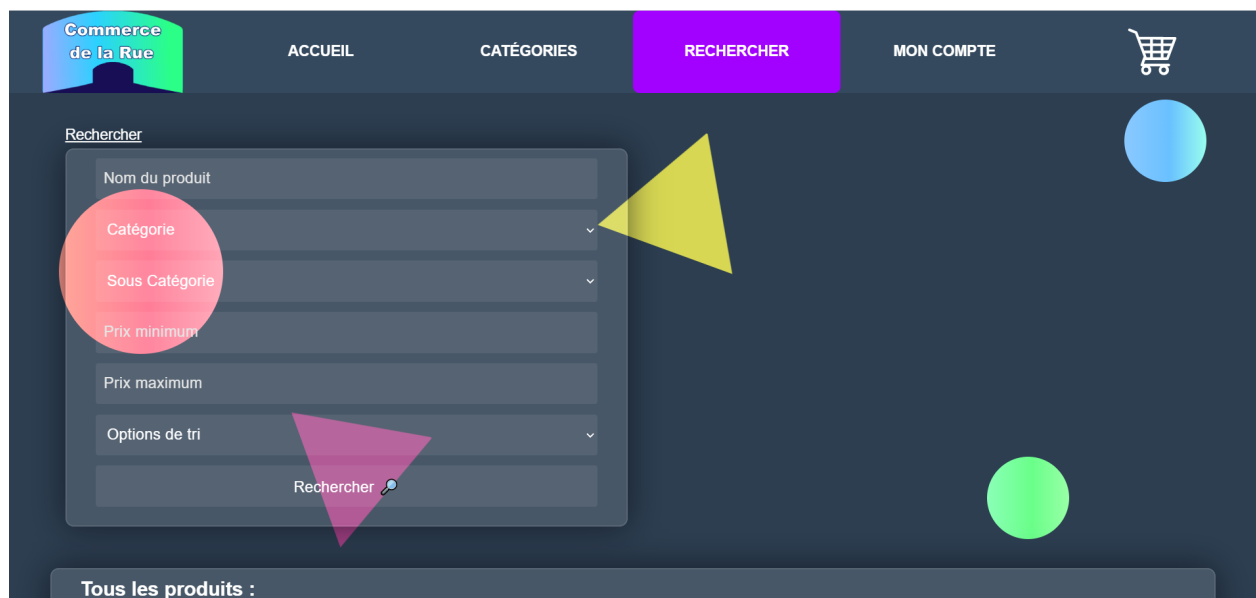 Commerce
de la Rue
ACCUEIL
CATÉGORIES
RECHERCHER
MON COMPTE
Rechercher
Nom du produit
Catégorie
Sous Catégorie
Prix minimum
Prix maximum
Options de tri
Rechercher 🔎
Tous les produits :